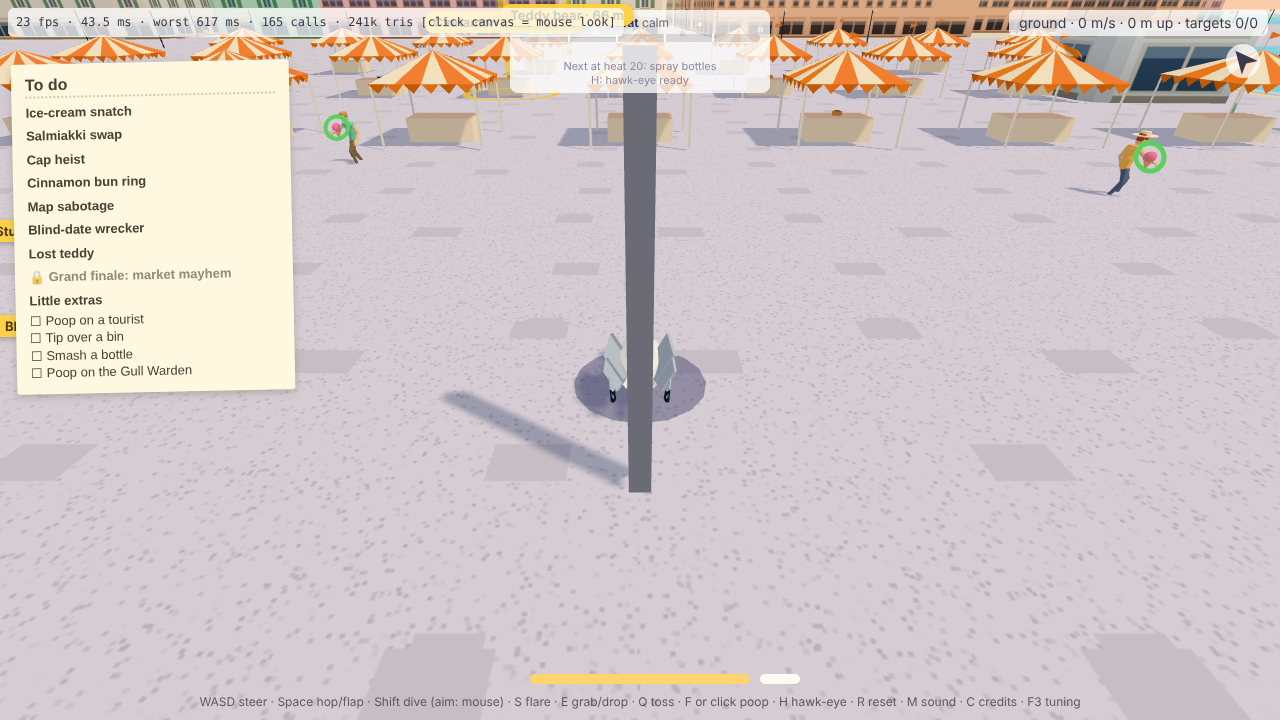 23 fps · 43.5 ms · worst 617 ms · 165 calls · 241k tris [click canvas = mouse look]
calm
ground · 0 m/s · 0 m up · targets 0/0
Next at heat 20: spray bottles
H: hawk-eye ready
To do
Ice-cream snatch
Salmiakki swap
Cap heist
Cinnamon bun ring
Map sabotage
Blind-date wrecker
Lost teddy
Grand finale: market mayhem
Little extras
Poop on a tourist
Tip over a bin
Smash a bottle
Poop on the Gull Warden
WASD steer · Space hop/flap · Shift dive (aim: mouse) · S flare · E grab/drop · Q toss · F or click poop · H hawk-eye · R reset · M sound · C credits · F3 tuning